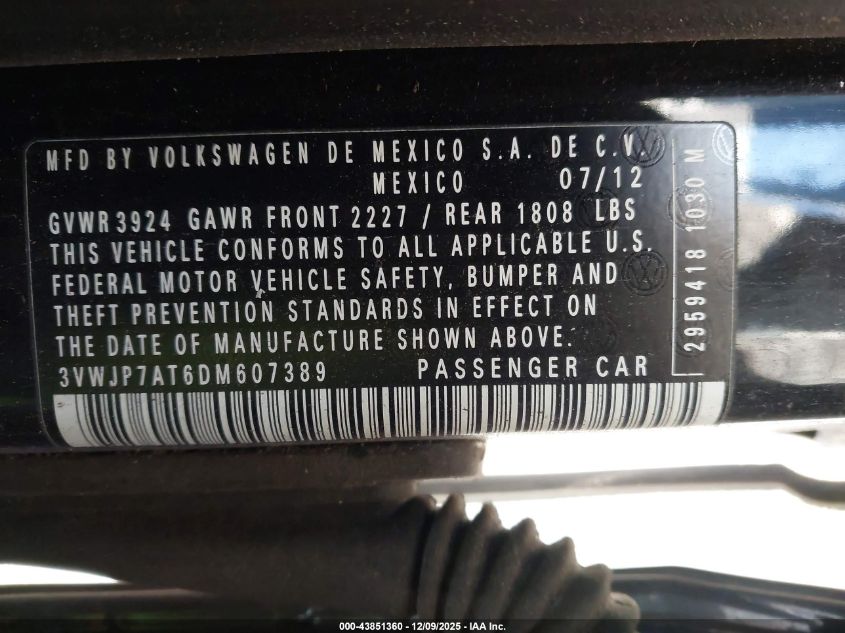 MFD BY VOLKSWAGEN DE MEXICO S.A. DE C.V.
MEXICO 07/12
GVWR 3924 GAWR FRONT 2227 / REAR 1808 LBS
THIS VEHICLE CONFORMS TO ALL APPLICABLE U.S.
FEDERAL MOTOR VEHICLE SAFETY, BUMPER AND
THEFT PREVENTION STANDARDS IN EFFECT ON
THE DATE OF MANUFACTURE SHOWN ABOVE.
3VWJP7AT6DM607389 PASSENGER CAR
2959418 1030 M
000-43851360 - 12/09/2025 - IAA Inc.